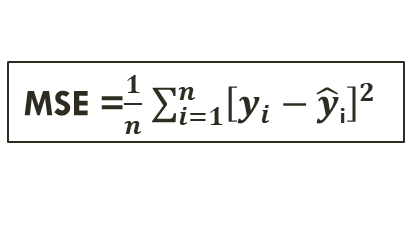 MSE = 1/n ∑ⁿᵢ₌₁[yᵢ − ŷᵢ]²